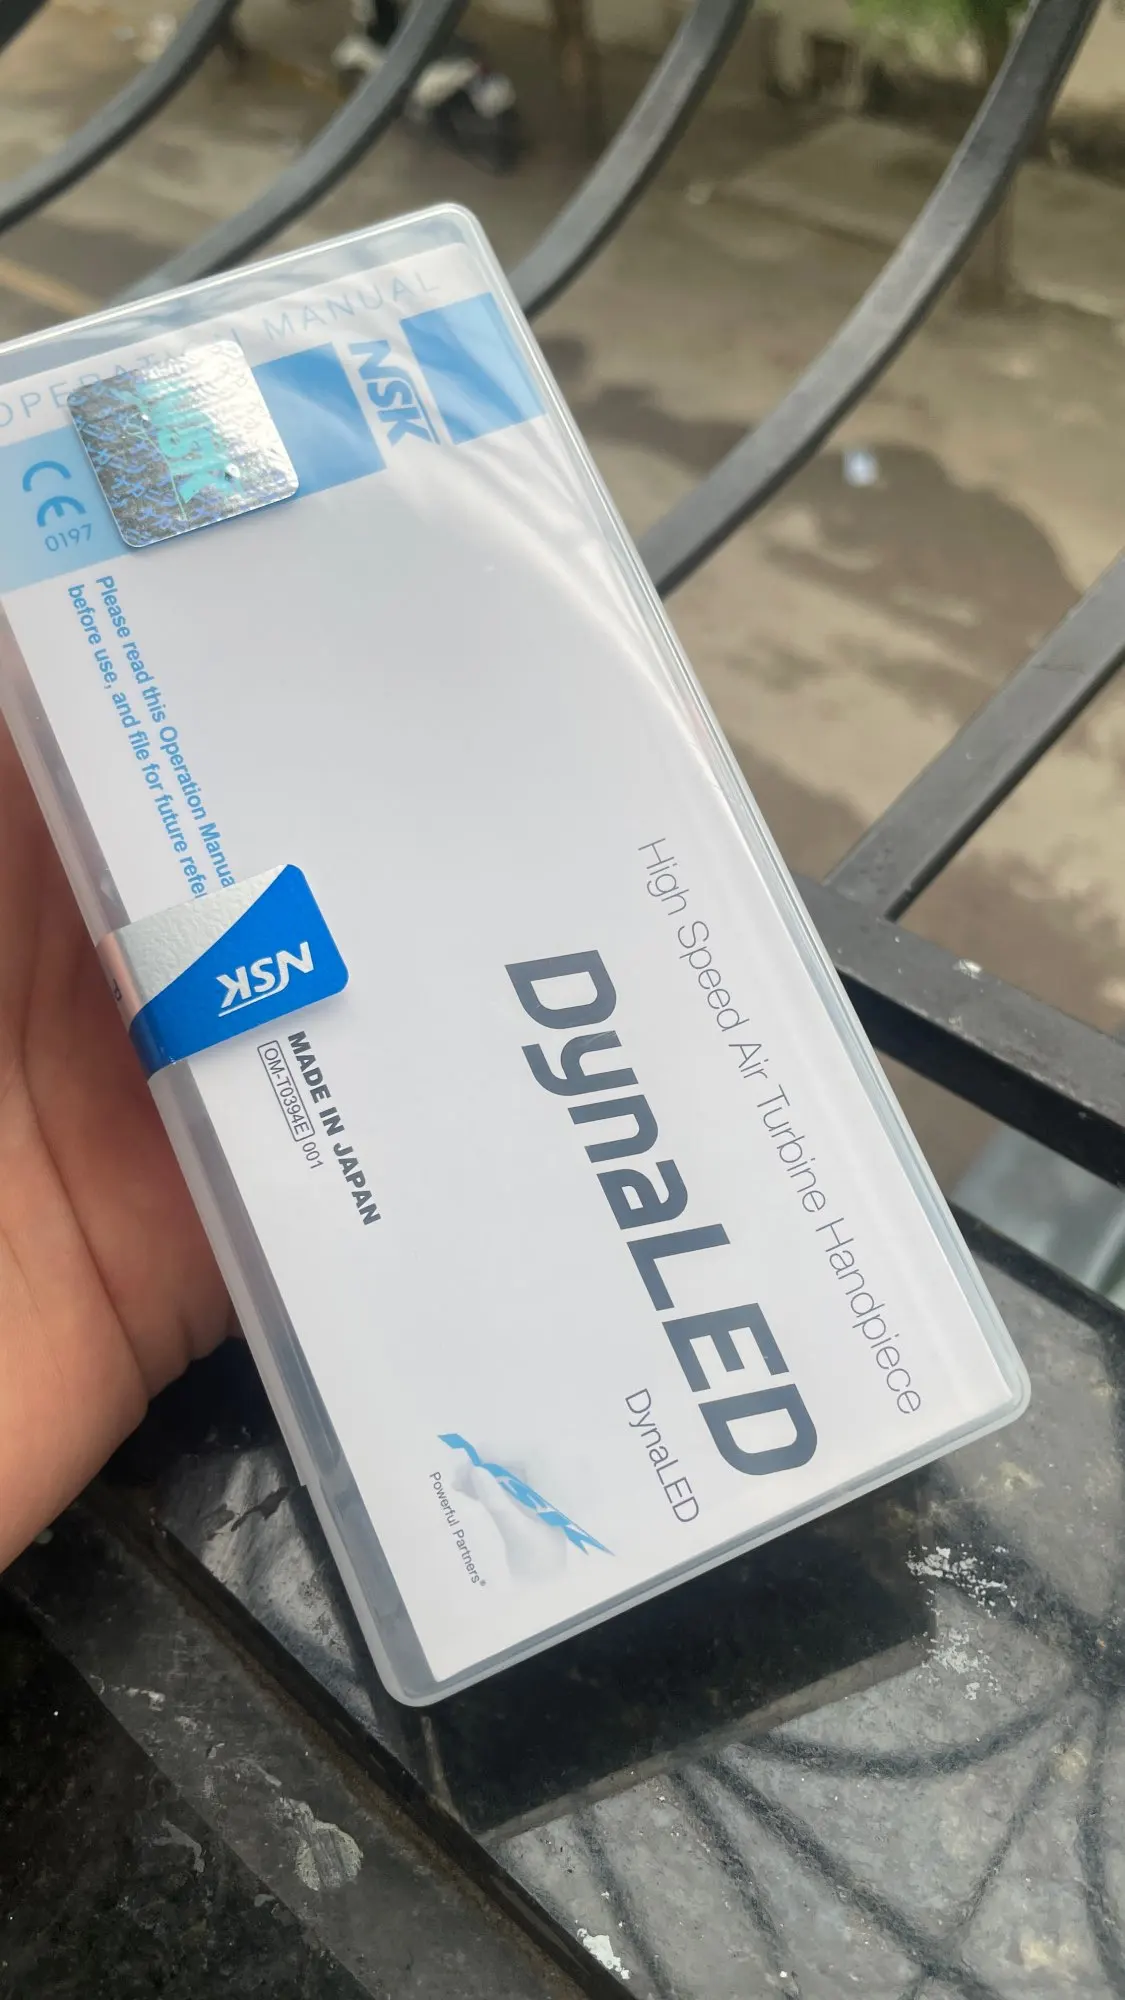 OPERATION MANUAL
NSK
NSK
CE
0197
Please read this Operation Manua
before use, and file for future refe
NSK
MADE IN JAPAN
OM-T0394E 001
High Speed Air Turbine Handpiece
DynaLED
DynaLED
NSK
Powerful Partners®